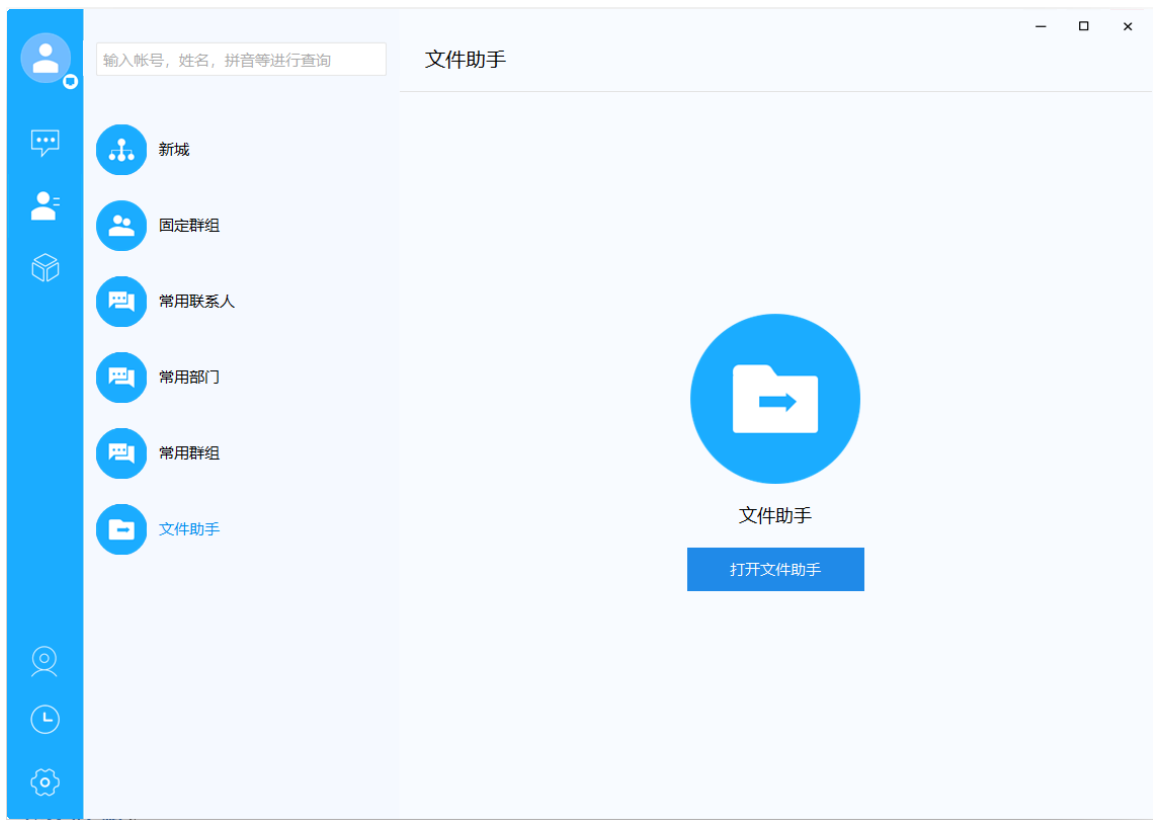 输入帐号，姓名，拼音等进行查询
文件助手
新城
固定群组
常用联系人
常用部门
常用群组
文件助手
文件助手
打开文件助手